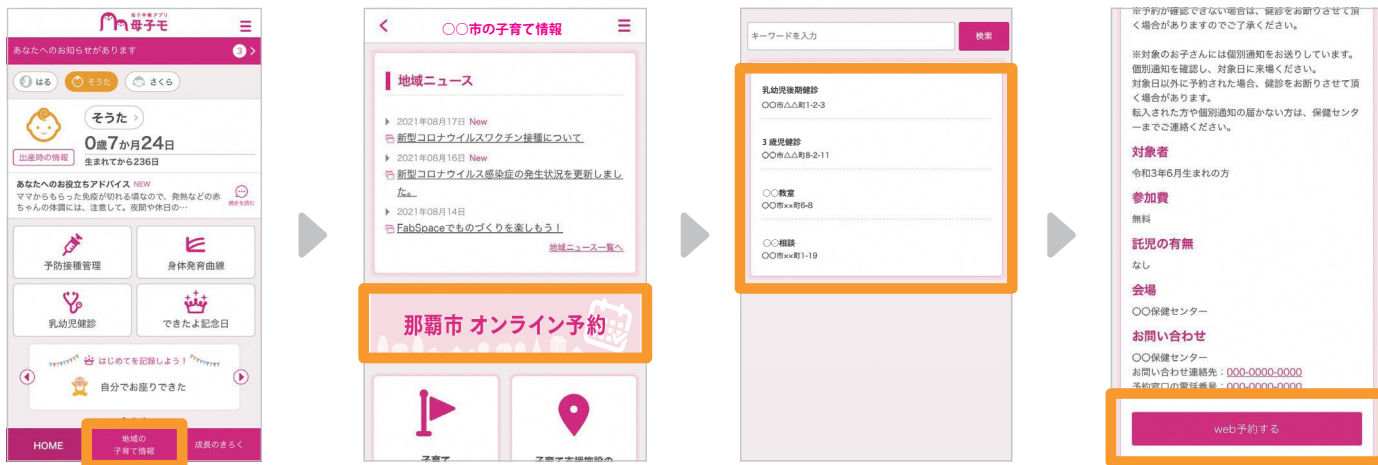 電子手帳アプリ
母子モ
あなたへのお知らせがあります
3
はる
そうた
さくら
そうた
0歳7か月24日
出産時の情報
生まれてから236日
あなたへのお役立ちアドバイス NEW
ママからもらった免疫が切れる頃なので、発熱などの赤
ちゃんの体調には、注意して。夜間や休日の…
続きを読む
予防接種管理
身体発育曲線
乳幼児健診
できたよ記念日
はじめてを記録しよう!
自分でお座りできた
HOME
地域の
子育て情報
成長のきろく
○○市の子育て情報
地域ニュース
2021年08月17日 New
新型コロナウイルスワクチン接種について
2021年08月16日 New
新型コロナウイルス感染症の発生状況を更新しまし
た。
2021年08月14日
FabSpaceでものづくりを楽しもう!
地域ニュース一覧へ
那覇市 オンライン予約
子育て
子育て支援施設の
キーワードを入力
検索
乳幼児後期健診
〇〇市△△町1-2-3
3 歳児健診
〇〇市△△町8-2-11
○○教室
〇〇市××町6-8
○○相談
〇〇市××町1-19
※予約が確認できない場合は、健診をお断りさせて頂
く場合がありますのでご了承ください。
※対象のお子さんには個別通知をお送りしています。
個別通知を確認し、対象日に来場ください。
対象日以外に予約された場合、健診をお断りさせて頂
く場合があります。
転入された方や個別通知の届かない方は、保健センタ
ーまでご連絡ください。
対象者
令和3年6月生まれの方
参加費
無料
託児の有無
なし
会場
〇〇保健センター
お問い合わせ
〇〇保健センター
お問い合わせ連絡先：000-0000-0000
予約窓口の電話番号：000-0000-0000
web予約する